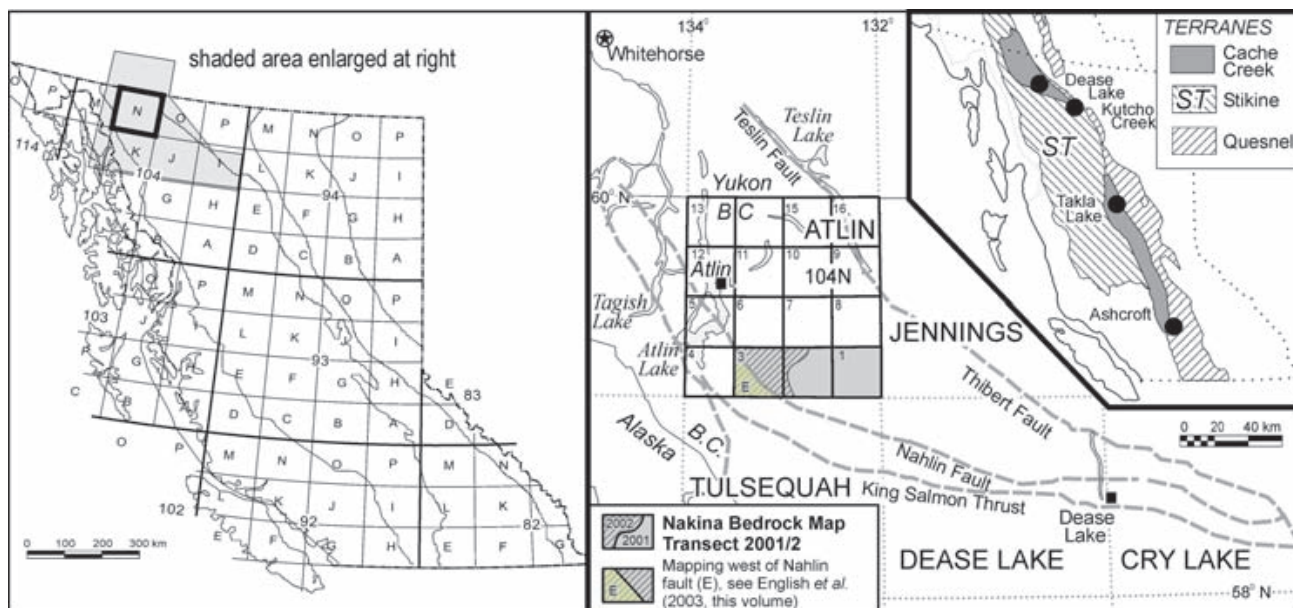 shaded area enlarged at right
O P M N O P M N O P
114 K J I L K J I
104 94
G H E F G H
B A D C B A
P M N O P
103 J L K J I
93
G H E F G H E 83
C B A D C B A D
O P M N O P M N
L K J I L K
102 92 82
E F G H E F G
0 100 200 300 km
134° 132°
Whitehorse
Teslin Lake
Teslin Fault
Yukon
60° N
B C
13 15 16
ATLIN
12 11 10 9
Atlin
104N
5 6 7 8
4 3 1
E
Tagish Lake
Atlin Lake
JENNINGS
Alaska
B.C.
Thibert Fault
Nahlin Fault
TULSEQUAH
King Salmon Thrust
Dease Lake
DEASE LAKE
CRY LAKE
58° N
0 20 40 km
2002
2001
Nakina Bedrock Map
Transect 2001/2
E
Mapping west of Nahlin
fault (E), see English et al.
(2003, this volume)
TERRANES
Cache Creek
ST Stikine
Quesnel
Dease Lake
Kutcho Creek
ST
Takla Lake
Ashcroft